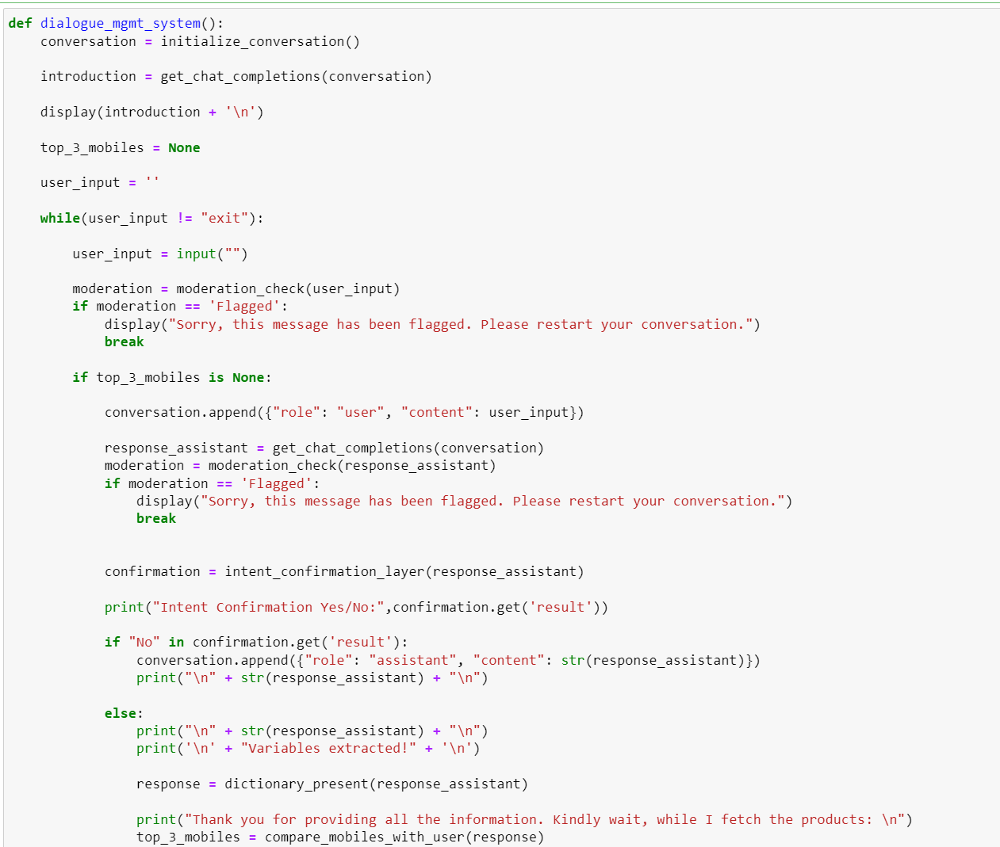 def dialogue_mgmt_system():
    conversation = initialize_conversation()

    introduction = get_chat_completions(conversation)

    display(introduction + '\n')

    top_3_mobiles = None

    user_input = ''

    while(user_input != "exit"):

        user_input = input("")

        moderation = moderation_check(user_input)
        if moderation == 'Flagged':
            display("Sorry, this message has been flagged. Please restart your conversation.")
            break

        if top_3_mobiles is None:

            conversation.append({"role": "user", "content": user_input})

            response_assistant = get_chat_completions(conversation)
            moderation = moderation_check(response_assistant)
            if moderation == 'Flagged':
                display("Sorry, this message has been flagged. Please restart your conversation.")
                break


            confirmation = intent_confirmation_layer(response_assistant)

            print("Intent Confirmation Yes/No:",confirmation.get('result'))

            if "No" in confirmation.get('result'):
                conversation.append({"role": "assistant", "content": str(response_assistant)})
                print("\n" + str(response_assistant) + "\n")

            else:
                print("\n" + str(response_assistant) + "\n")
                print('\n' + "Variables extracted!" + '\n')

                response = dictionary_present(response_assistant)

                print("Thank you for providing all the information. Kindly wait, while I fetch the products: \n")
                top_3_mobiles = compare_mobiles_with_user(response)